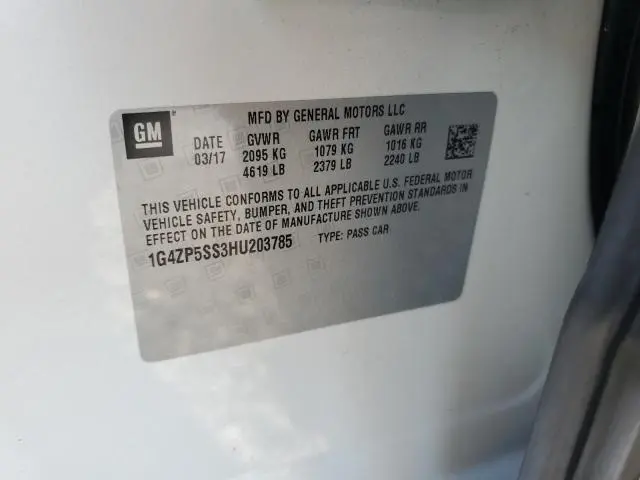 MFD BY GENERAL MOTORS LLC
GM
DATE GVWR GAWR FRT GAWR RR
03/17 2095 KG 1079 KG 1016 KG
4619 LB 2379 LB 2240 LB
THIS VEHICLE CONFORMS TO ALL APPLICABLE U.S. FEDERAL MOTOR
VEHICLE SAFETY, BUMPER, AND THEFT PREVENTION STANDARDS IN
EFFECT ON THE DATE OF MANUFACTURE SHOWN ABOVE.
1G4ZP5SS3HU203785 TYPE: PASS CAR